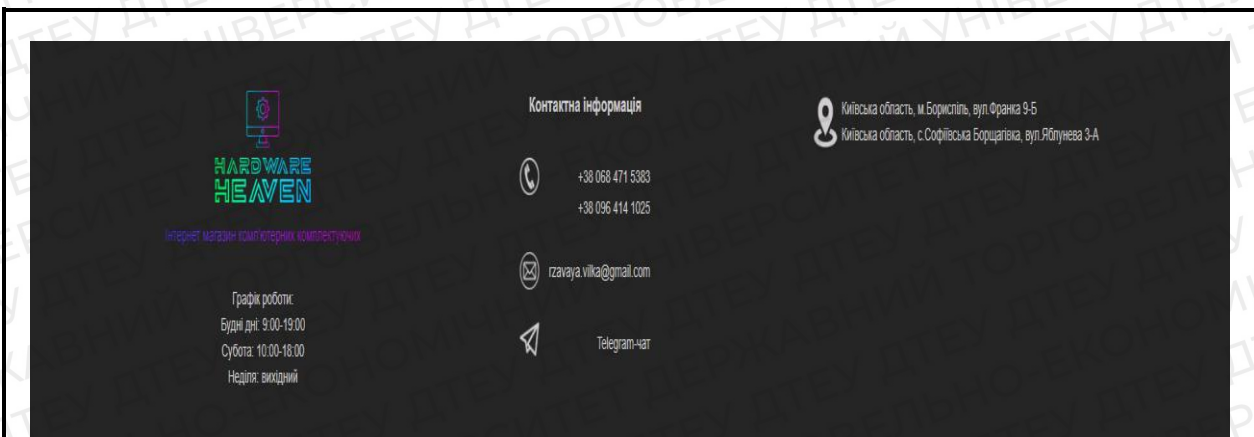 HARDWARE
HEAVEN
Інтернет магазин комп'ютерних комплектуючих
Графік роботи:
Будні дні: 9:00-19:00
Субота: 10:00-18:00
Неділя: вихідний
Контактна інформація
+38 068 471 5383
+38 096 414 1025
rzavaya.vilka@gmail.com
Telegram-чат
Київська область, м.Бориспіль, вул.Франка 9-Б
Київська область, с.Софіївська Борщагівка, вул.Яблунева 3-А